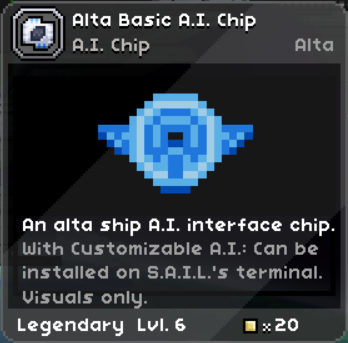 Alta Basic A.I. Chip
A.I. Chip Alta
An alta ship A.I. interface chip.
With Customizable A.I.: Can be
installed on S.A.I.L.'s terminal.
Visuals only.
Legendary Lvl. 6 x20